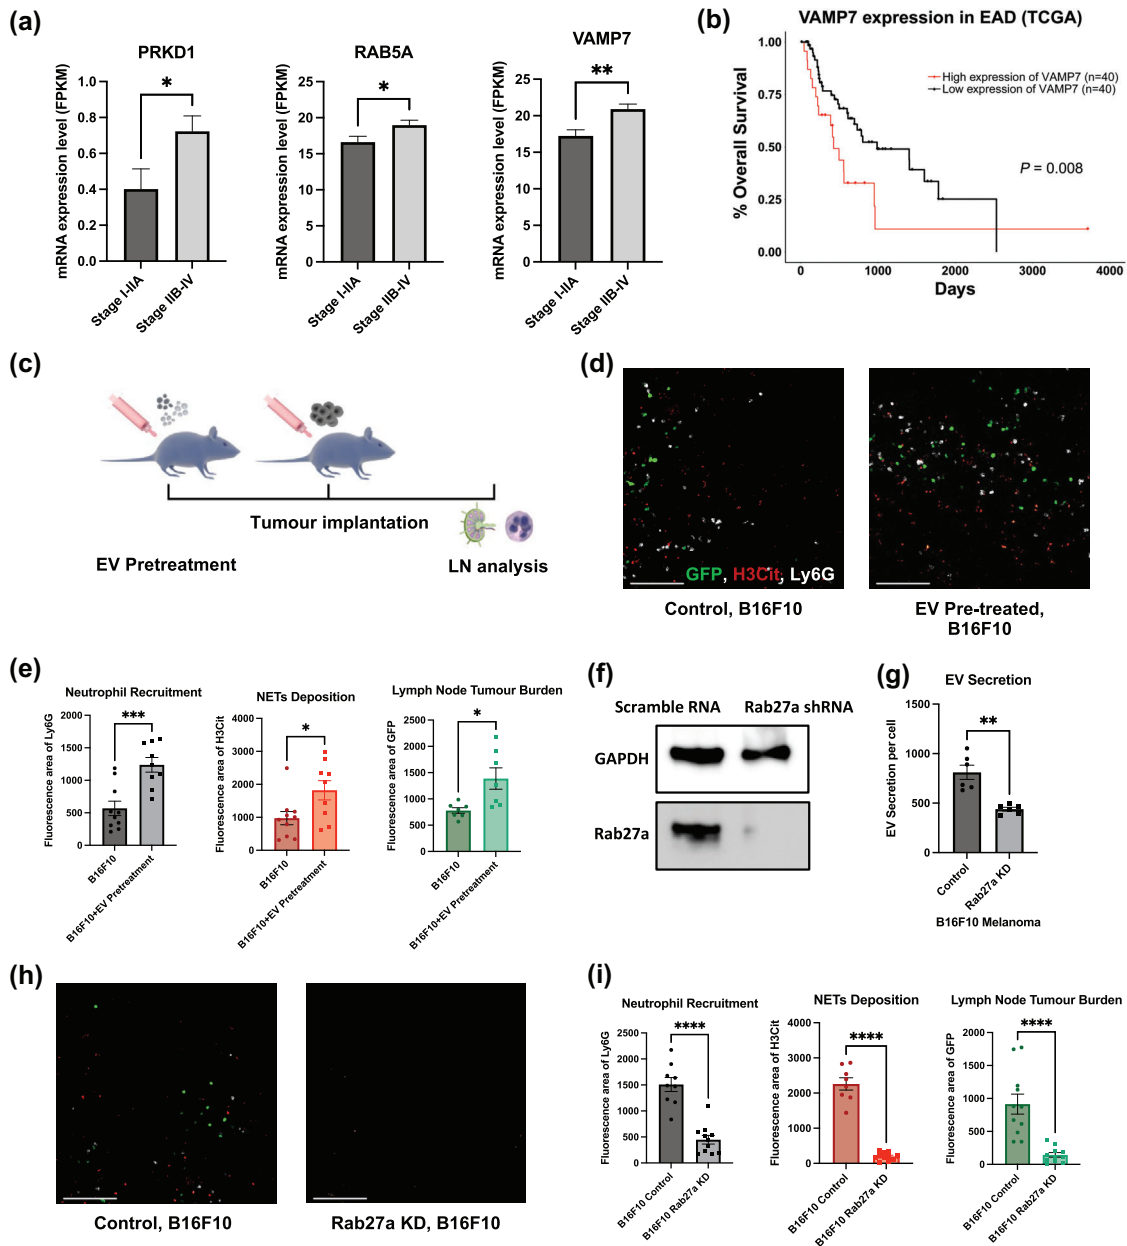 (a)
PRKD1
mRNA expression level (FPKM)
1.0
0.8
0.6
0.4
0.2
0.0
*
Stage I-IIA
Stage IIB-IV
RAB5A
mRNA expression level (FPKM)
25
20
15
10
5
0
*
Stage I-IIA
Stage IIB-IV
VAMP7
mRNA expression level (FPKM)
25
20
15
10
5
0
**
Stage I-IIA
Stage IIB-IV
(b)
VAMP7 expression in EAD (TCGA)
% Overall Survival
1.00
0.75
0.50
0.25
0.00
High expression of VAMP7 (n=40)
Low expression of VAMP7 (n=40)
P = 0.008
0
1000
2000
3000
4000
Days
(c)
Tumour implantation
EV Pretreatment
LN analysis
(d)
GFP, H3Cit, Ly6G
Control, B16F10
EV Pre-treated,
B16F10
(e)
Neutrophil Recruitment
Fluorescence area of Ly6G
2000
1500
1000
500
0
***
B16F10
B16F10+EV Pretreatment
NETs Deposition
Fluorescence area of H3Cit
4000
3000
2000
1000
0
*
B16F10
B16F10+EV Pretreatment
Lymph Node Tumour Burden
Fluorescence area of GFP
2500
2000
1500
1000
500
0
*
B16F10
B16F10+EV Pretreatment
(f)
Scramble RNA
Rab27a shRNA
GAPDH
Rab27a
(g)
EV Secretion
EV Secretion per cell
1500
1000
500
0
**
Control
Rab27a KD
B16F10 Melanoma
(h)
Control, B16F10
Rab27a KD, B16F10
(i)
Neutrophil Recruitment
Fluorescence area of Ly6G
2500
2000
1500
1000
500
0
****
B16F10 Control
B16F10 Rab27a KD
NETs Deposition
Fluorescence area of H3Cit
4000
3000
2000
1000
0
****
B16F10 Control
B16F10 Rab27a KD
Lymph Node Tumour Burden
Fluorescence area of GFP
2500
2000
1500
1000
500
0
****
B16F10 Control
B16F10 Rab27a KD